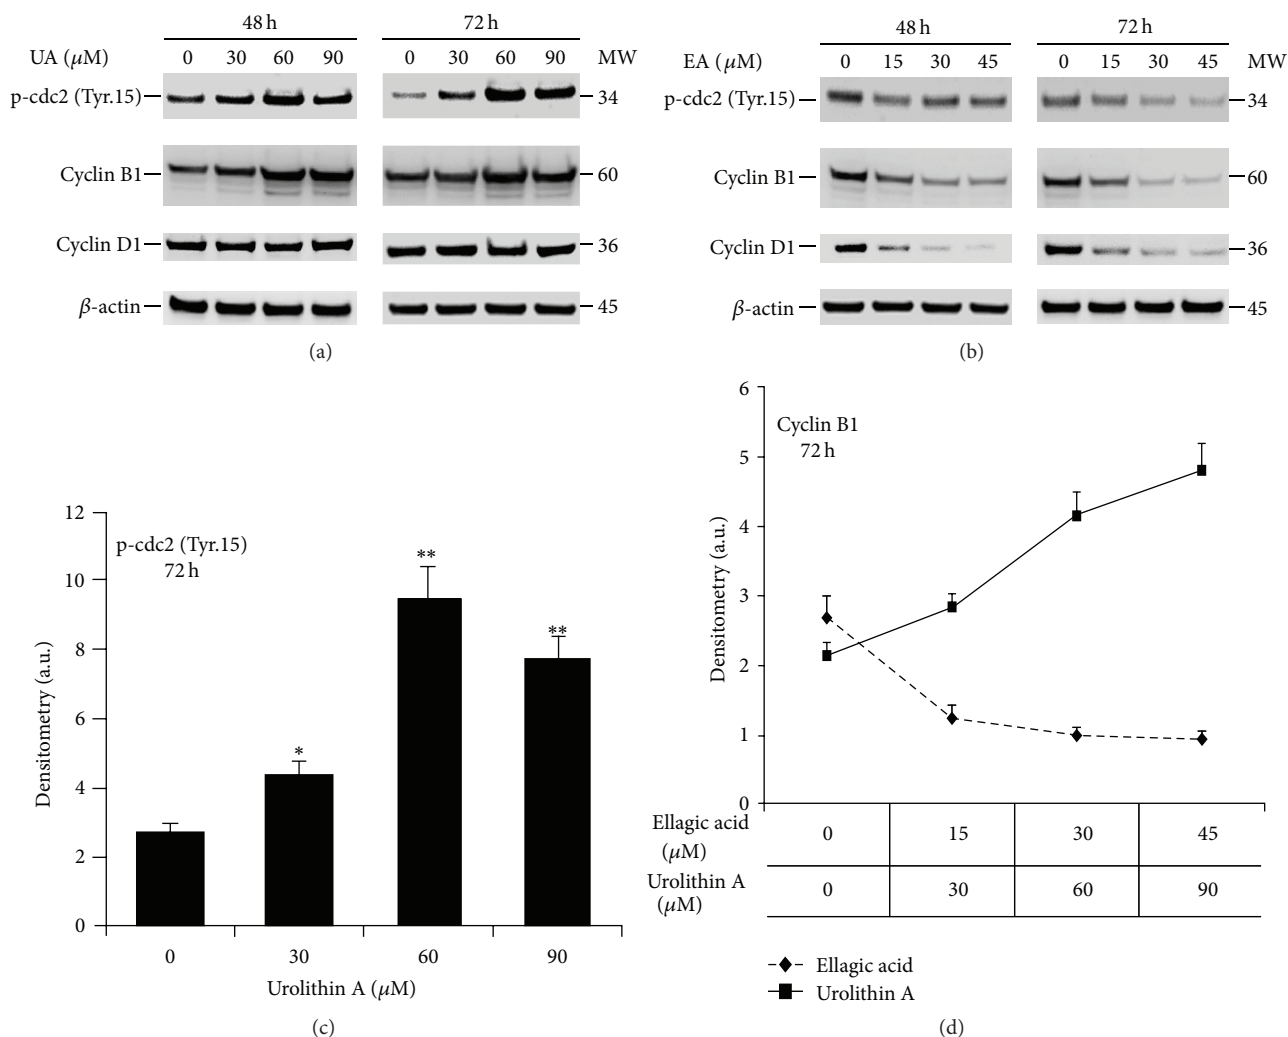 48 h
72 h
UA (μM)
0 30 60 90
0 30 60 90
MW
p-cdc2 (Tyr.15)
34
Cyclin B1
60
Cyclin D1
36
β-actin
45
(a)
48 h
72 h
EA (μM)
0 15 30 45
0 15 30 45
MW
p-cdc2 (Tyr.15)
34
Cyclin B1
60
Cyclin D1
36
β-actin
45
(b)
12
10
8
6
4
2
0
Densitometry (a.u.)
p-cdc2 (Tyr.15)
72 h
*
**
**
0 30 60 90
Urolithin A (μM)
(c)
6
5
4
3
2
1
0
Densitometry (a.u.)
Cyclin B1
72 h
Ellagic acid
(μM)
0 15 30 45
Urolithin A
(μM)
0 30 60 90
Ellagic acid
Urolithin A
(d)